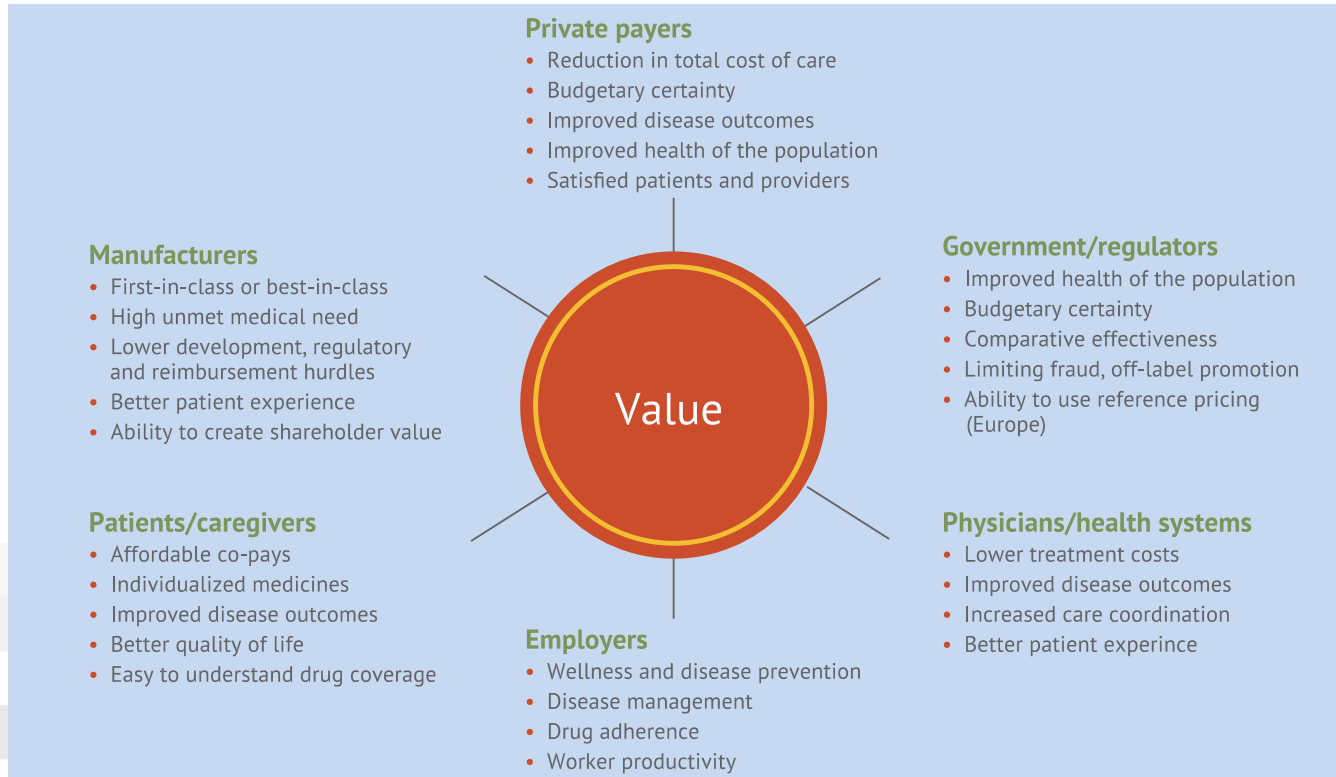 Private payers
• Reduction in total cost of care
• Budgetary certainty
• Improved disease outcomes
• Improved health of the population
• Satisfied patients and providers
Manufacturers
• First-in-class or best-in-class
• High unmet medical need
• Lower development, regulatory
and reimbursement hurdles
• Better patient experience
• Ability to create shareholder value
Government/regulators
• Improved health of the population
• Budgetary certainty
• Comparative effectiveness
• Limiting fraud, off-label promotion
• Ability to use reference pricing
(Europe)
Value
Patients/caregivers
• Affordable co-pays
• Individualized medicines
• Improved disease outcomes
• Better quality of life
• Easy to understand drug coverage
Physicians/health systems
• Lower treatment costs
• Improved disease outcomes
• Increased care coordination
• Better patient experince
Employers
• Wellness and disease prevention
• Disease management
• Drug adherence
• Worker productivity